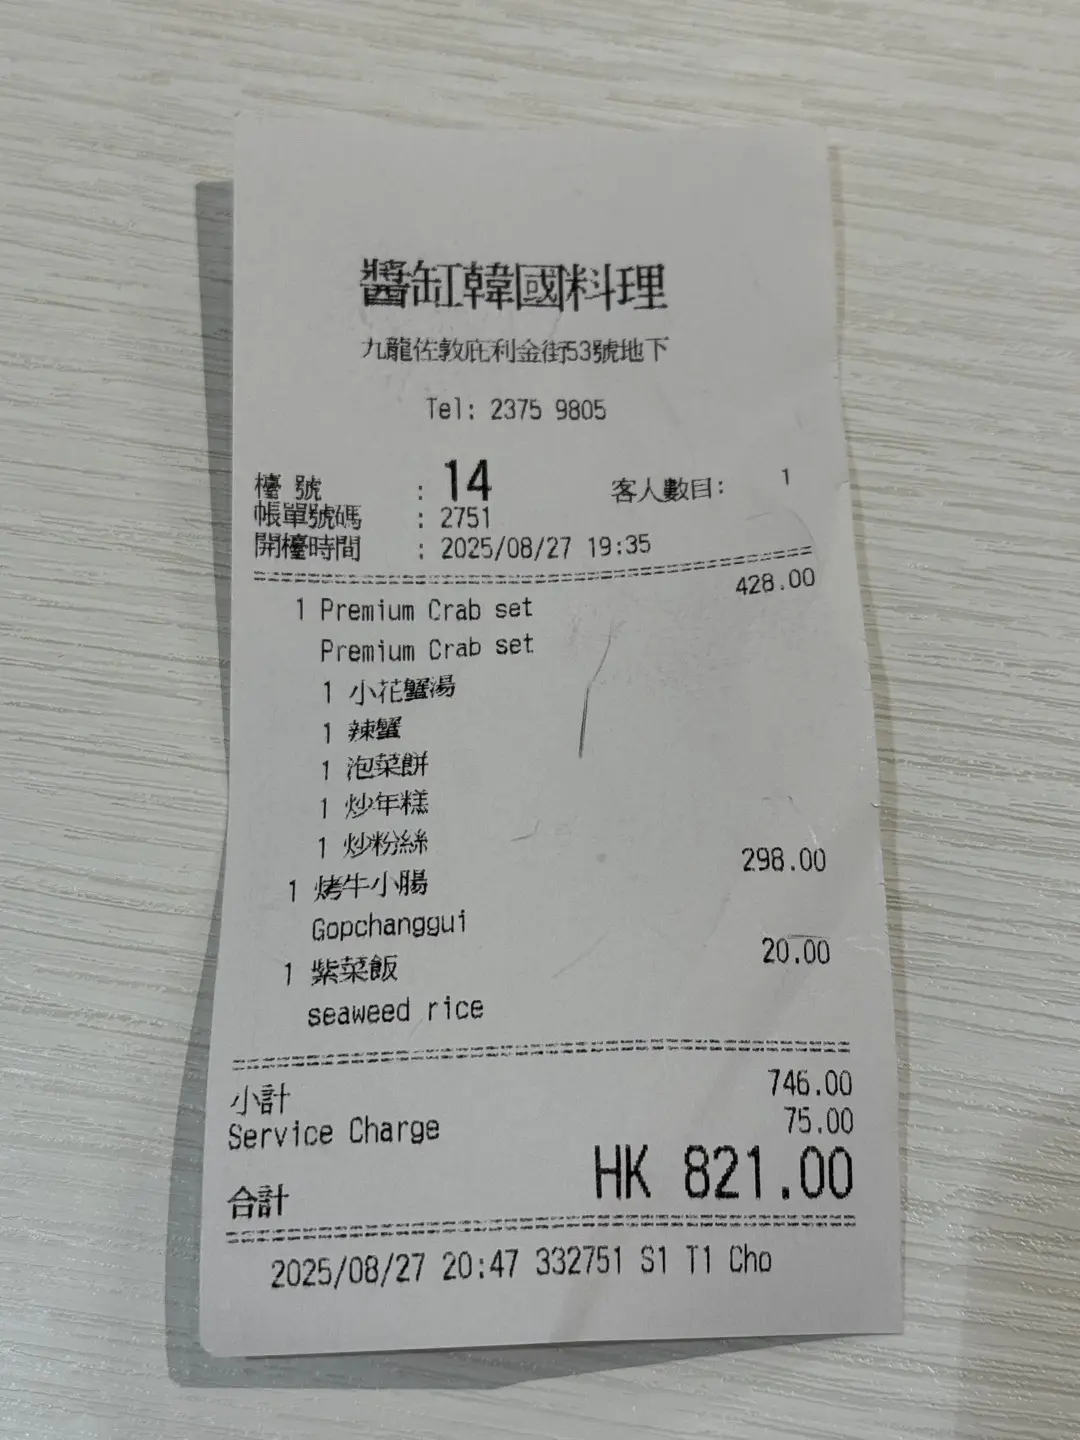 醬缸韓國料理
九龍佐敦庇利金街53號地下
Tel: 2375 9805
檯 號 : 14 客人數目: 1
帳單號碼 : 2751
開檯時間 : 2025/08/27 19:35
1 Premium Crab set 428.00
Premium Crab set
1 小花蟹湯
1 辣蟹
1 泡菜餅
1 炒年糕
1 炒粉絲
1 烤牛小腸 298.00
Gopchanggui
1 紫菜飯 20.00
seaweed rice
小計 746.00
Service Charge 75.00
合計 HK 821.00
2025/08/27 20:47 332751 S1 T1 Cho